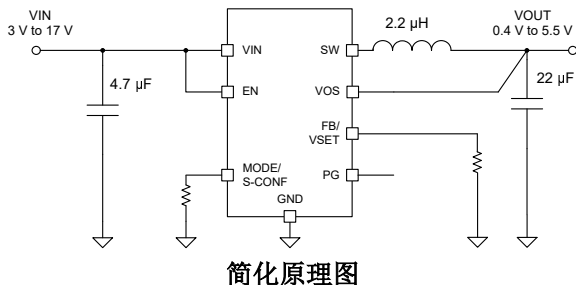 VIN
3 V to 17 V
4.7 µF
VIN
EN
MODE/
S-CONF
GND
SW
VOS
FB/
VSET
PG
2.2 µH
VOUT
0.4 V to 5.5 V
22 µF
简化原理图